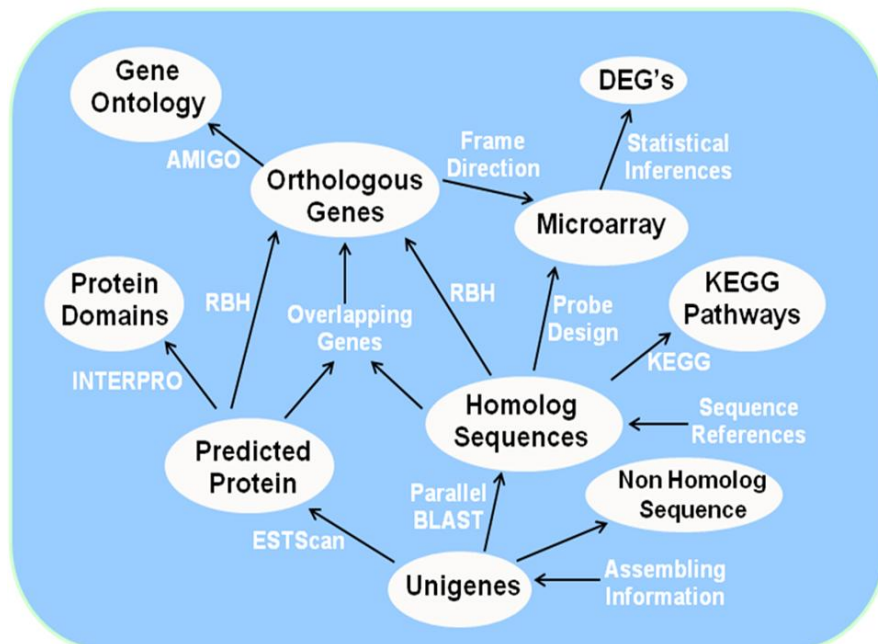 Gene
Ontology
DEG's
AMIGO
Frame
Direction
Statistical
Inferences
Orthologous
Genes
Microarray
Protein
Domains
RBH
Overlapping
Genes
RBH
Probe
Design
KEGG
Pathways
INTERPRO
KEGG
Homolog
Sequences
Sequence
References
Predicted
Protein
Parallel
BLAST
Non Homolog
Sequence
ESTScan
Unigenes
Assembling
Information